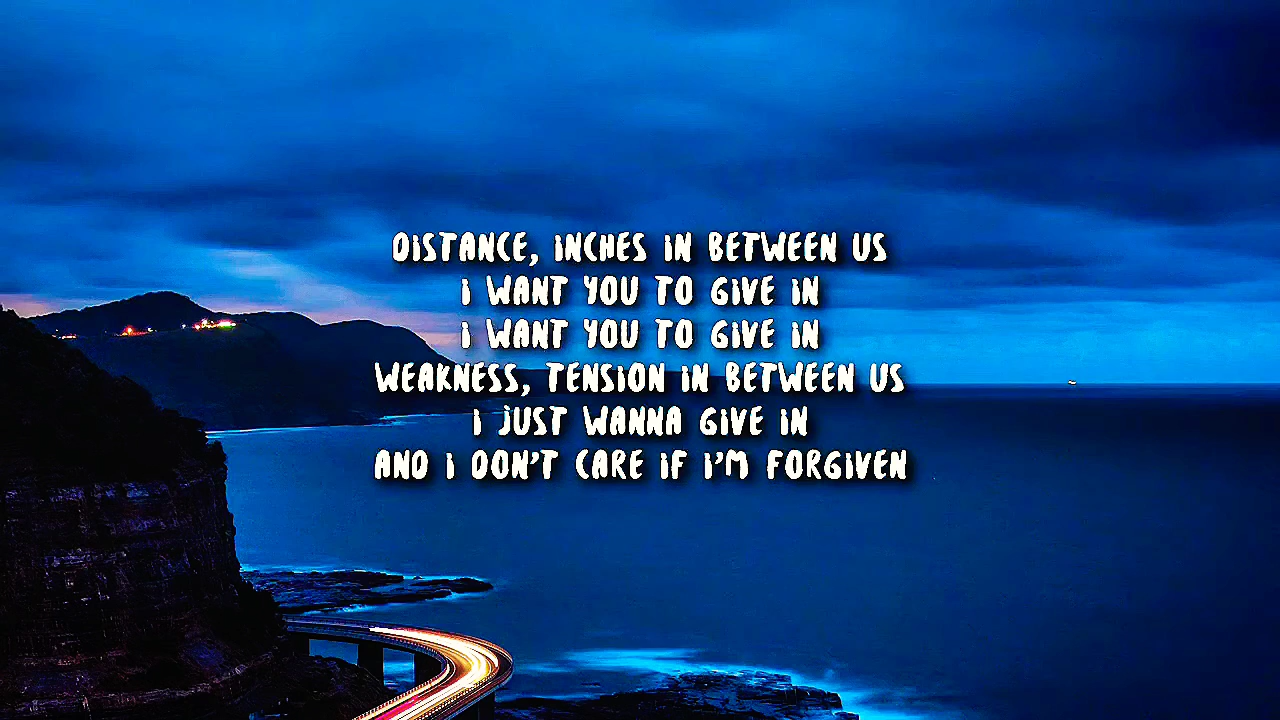 DISTANCE, INCHES IN BETWEEN US
I WANT YOU TO GIVE IN
I WANT YOU TO GIVE IN
WEAKNESS, TENSION IN BETWEEN US
I JUST WANNA GIVE IN
AND I DON'T CARE IF I'M FORGIVEN